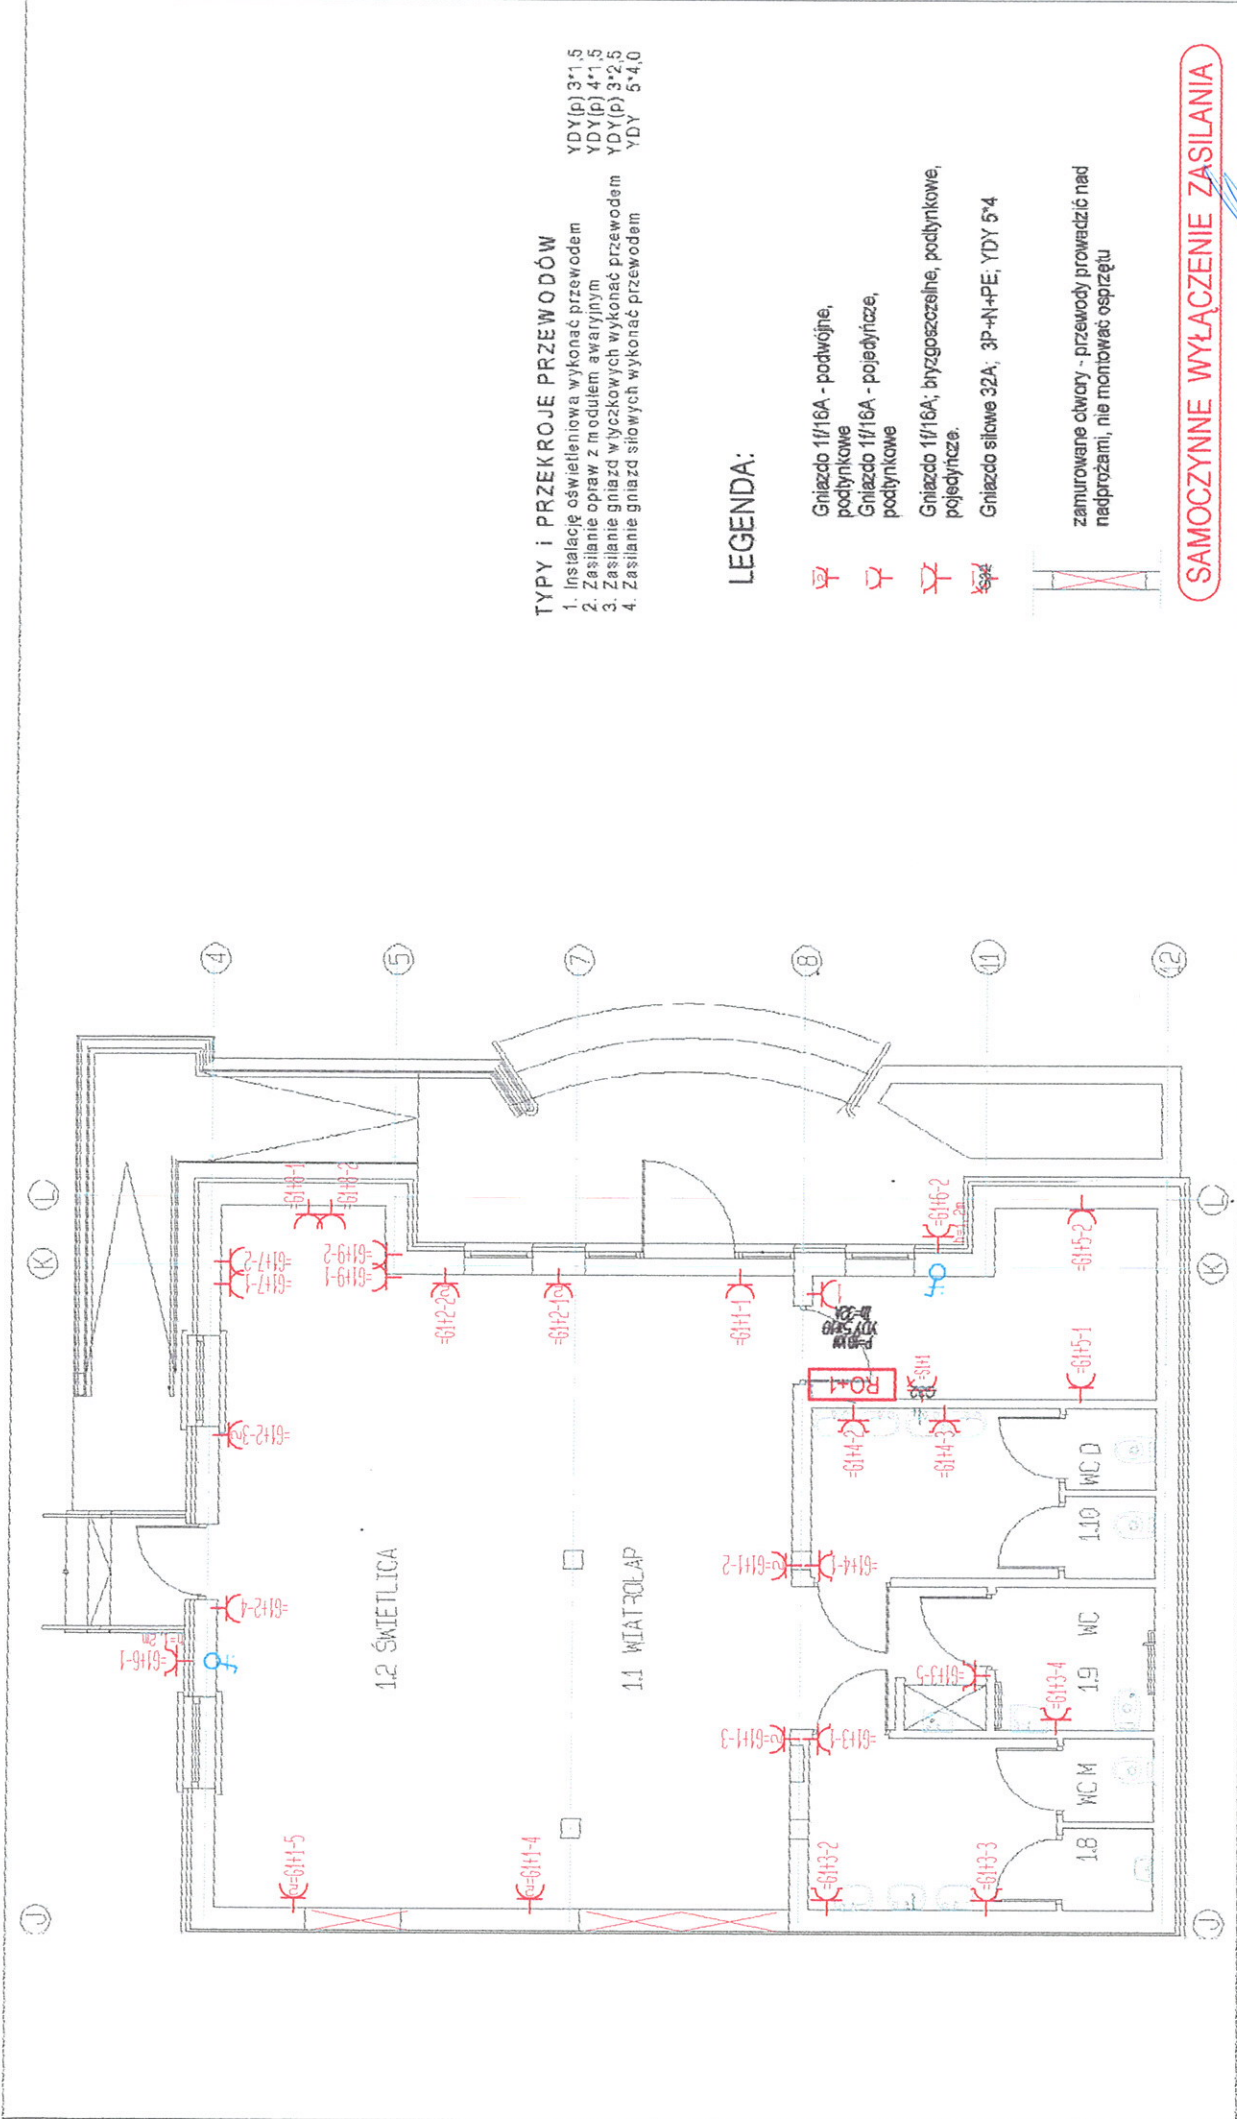 TYPY i PRZEKROJE PRZEWODÓW
1. Instalację oświetleniową wykonać przewodem YDY(p) 3*1,5
2. Zasilanie opraw z modułem awaryjnym YDY(p) 4*1,5
3. Zasilanie gniazd wtyczkowych wykonać przewodem YDY(p) 3*2,5
4. Zasilanie gniazd siłowych wykonać przewodem YDY 5*4,0
LEGENDA:
Gniazdo 1f/16A - podwójne,
podtynkowe
Gniazdo 1f/16A - pojedyńcze,
podtynkowe
Gniazdo 1f/16A; bryzgoszczelne, podtynkowe,
pojedyńcze.
Gniazdo siłowe 32A; 3P+N+PE; YDY 5*4
zamurowane otwory - przewody prowadzić nad
nadprożami, nie montować osprzętu
SAMOCZYNNE WYŁĄCZENIE ZASILANIA
J
K
L
4
5
7
8
11
12
J
K
L
=G1+6-1
=G1+2-4
=G1+2-3
=G1+7-1
=G1+7-2
=G1+8-1
=G1+8-2
=G1+9-1
=G1+9-2
=G1+1-5
1.2 ŚWIETLICA
=G1+2-2
=G1+1-4
1.1 WIATROŁAP
=G1+2-1
=G1+1-1
=G1+1-3
=G1+1-2
=G1+3-1
=G1+4-1
RO+1
=G1+3-2
=G1+4-2
=S1+1
=G1+6-2
=G1+3-3
=G1+3-5
=G1+4-3
=G1+3-4
=G1+5-1
=G1+5-2
1.8 WC M
1.9 WC
1.10 WC D